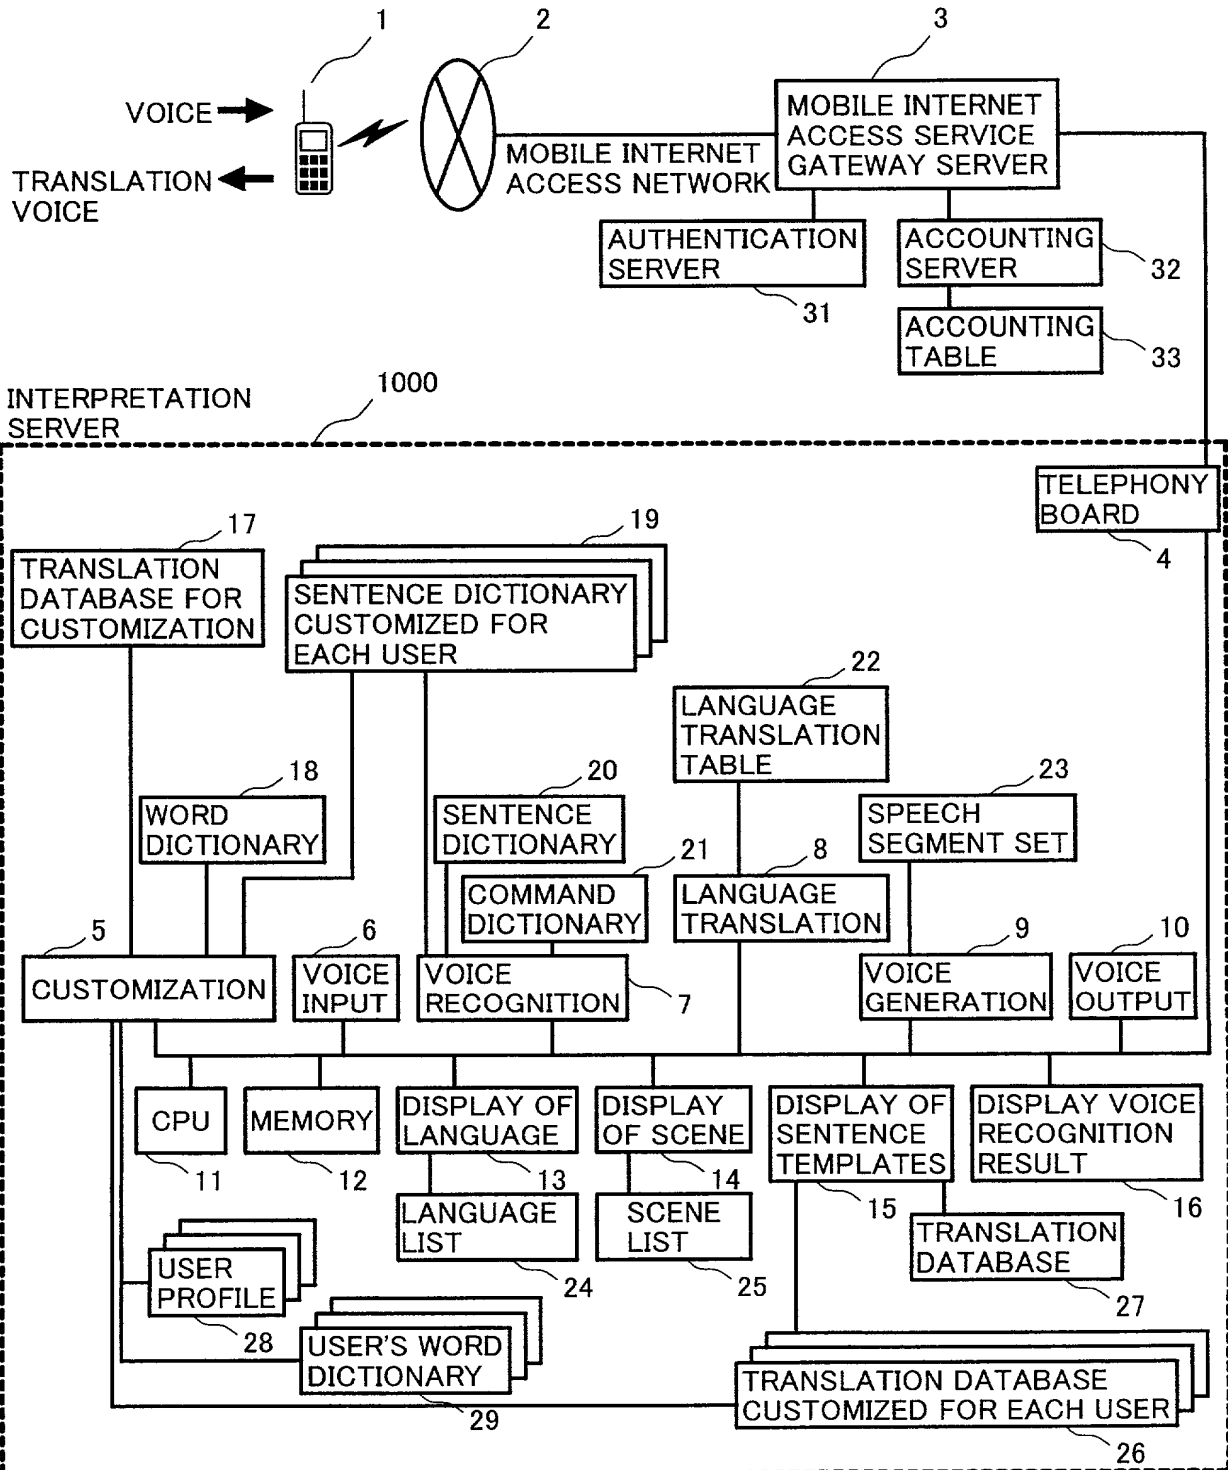 1
2
3
VOICE
TRANSLATION
VOICE
MOBILE INTERNET
ACCESS NETWORK
MOBILE INTERNET
ACCESS SERVICE
GATEWAY SERVER
AUTHENTICATION
SERVER
31
ACCOUNTING
SERVER
32
ACCOUNTING
TABLE
33
INTERPRETATION
SERVER
1000
TELEPHONY
BOARD
4
17
TRANSLATION
DATABASE FOR
CUSTOMIZATION
19
SENTENCE DICTIONARY
CUSTOMIZED FOR
EACH USER
22
LANGUAGE
TRANSLATION
TABLE
18
WORD
DICTIONARY
20
SENTENCE
DICTIONARY
21
COMMAND
DICTIONARY
8
LANGUAGE
TRANSLATION
23
SPEECH
SEGMENT SET
5
CUSTOMIZATION
6
VOICE
INPUT
VOICE
RECOGNITION
7
9
VOICE
GENERATION
10
VOICE
OUTPUT
CPU
11
MEMORY
12
DISPLAY OF
LANGUAGE
13
DISPLAY
OF SCENE
14
DISPLAY OF
SENTENCE
TEMPLATES
15
DISPLAY VOICE
RECOGNITION
RESULT
16
LANGUAGE
LIST
24
SCENE
LIST
25
TRANSLATION
DATABASE
27
USER
PROFILE
28
USER'S WORD
DICTIONARY
29
TRANSLATION DATABASE
CUSTOMIZED FOR EACH USER
26